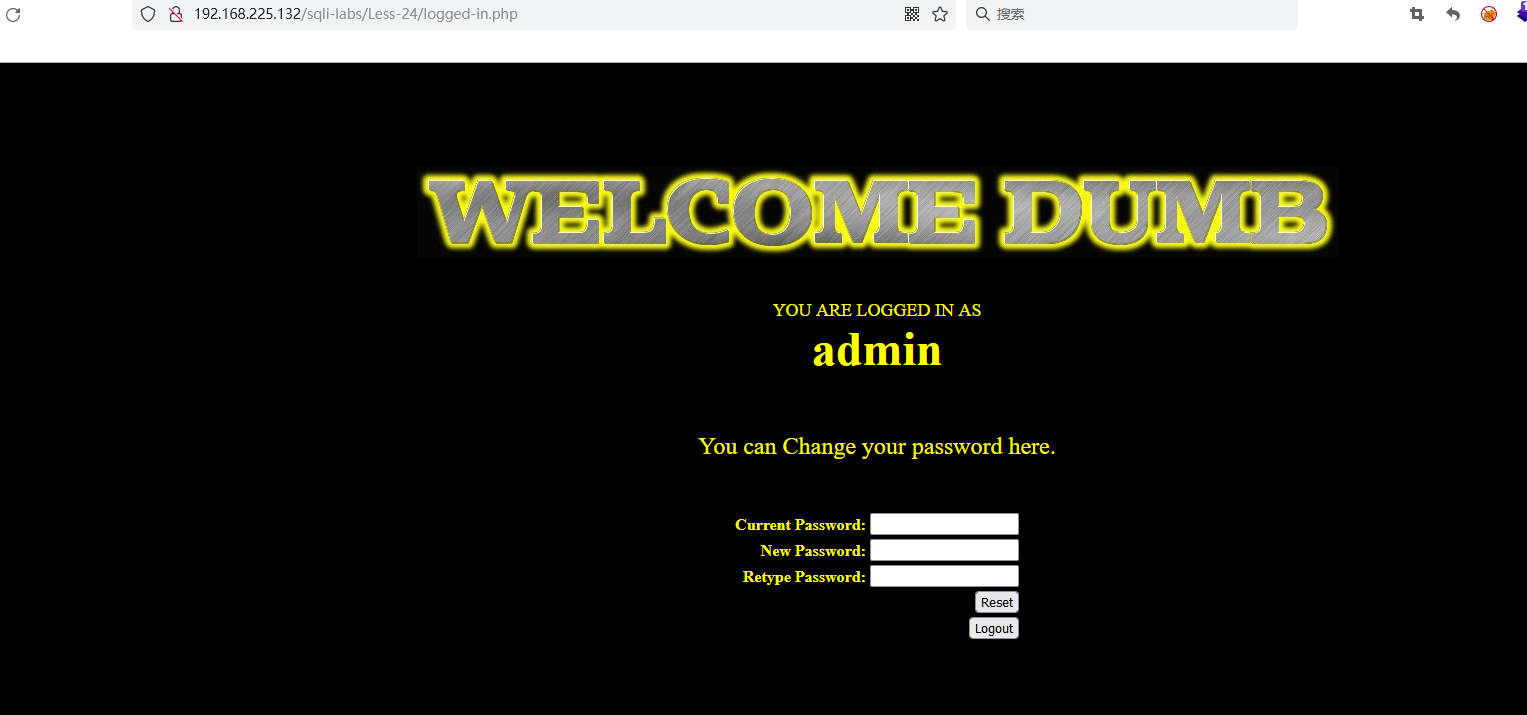 192.168.225.132/sqli-labs/Less-24/logged-in.php
搜索
WELCOME DUMB
YOU ARE LOGGED IN AS
admin
You can Change your password here.
Current Password:
New Password:
Retype Password:
Reset
Logout